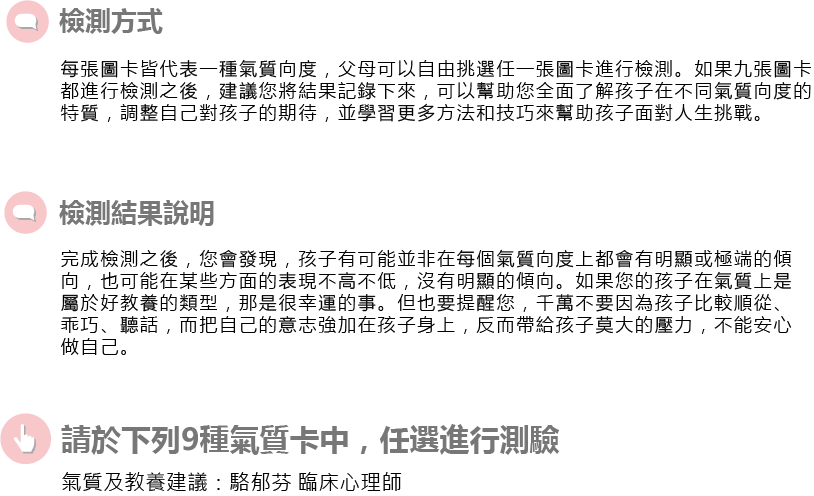 檢測方式
每張圖卡皆代表一種氣質向度，父母可以自由挑選任一張圖卡進行檢測。如果九張圖卡
都進行檢測之後，建議您將結果記錄下來，可以幫助您全面了解孩子在不同氣質向度的
特質，調整自己對孩子的期待，並學習更多方法和技巧來幫助孩子面對人生挑戰。
檢測結果說明
完成檢測之後，您會發現，孩子有可能並非在每個氣質向度上都會有明顯或極端的傾
向，也可能在某些方面的表現不高不低，沒有明顯的傾向。如果您的孩子在氣質上是
屬於好教養的類型，那是很幸運的事。但也要提醒您，千萬不要因為孩子比較順從、
乖巧、聽話，而把自己的意志強加在孩子身上，反而帶給孩子莫大的壓力，不能安心
做自己。
請於下列9種氣質卡中，任選進行測驗
氣質及教養建議：駱郁芬 臨床心理師